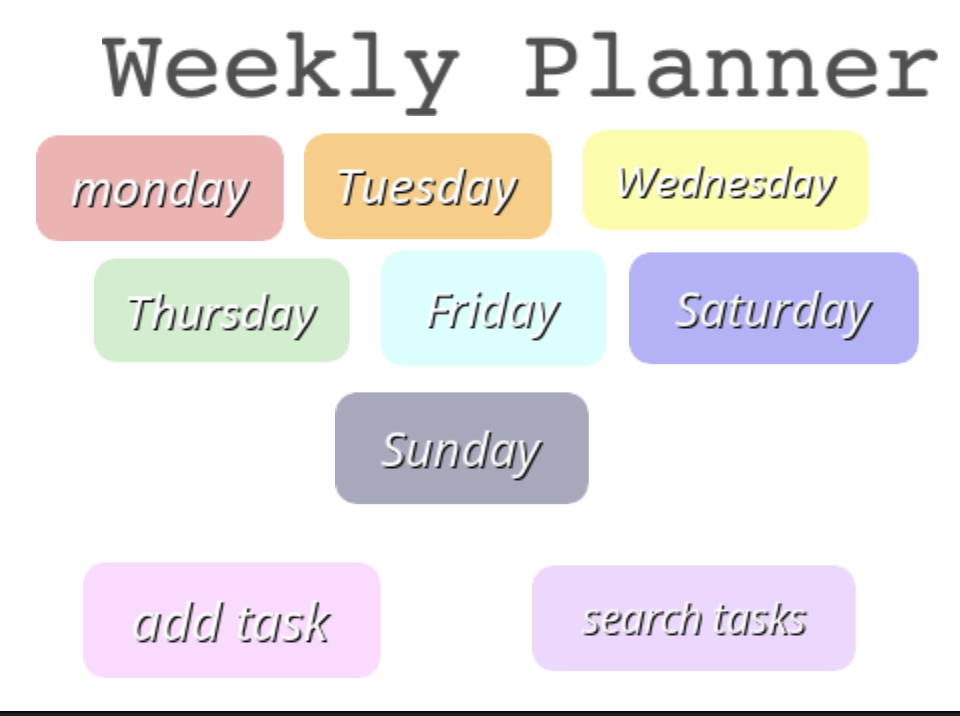 Weekly Planner
monday Tuesday Wednesday
Thursday Friday Saturday
Sunday
add task search tasks